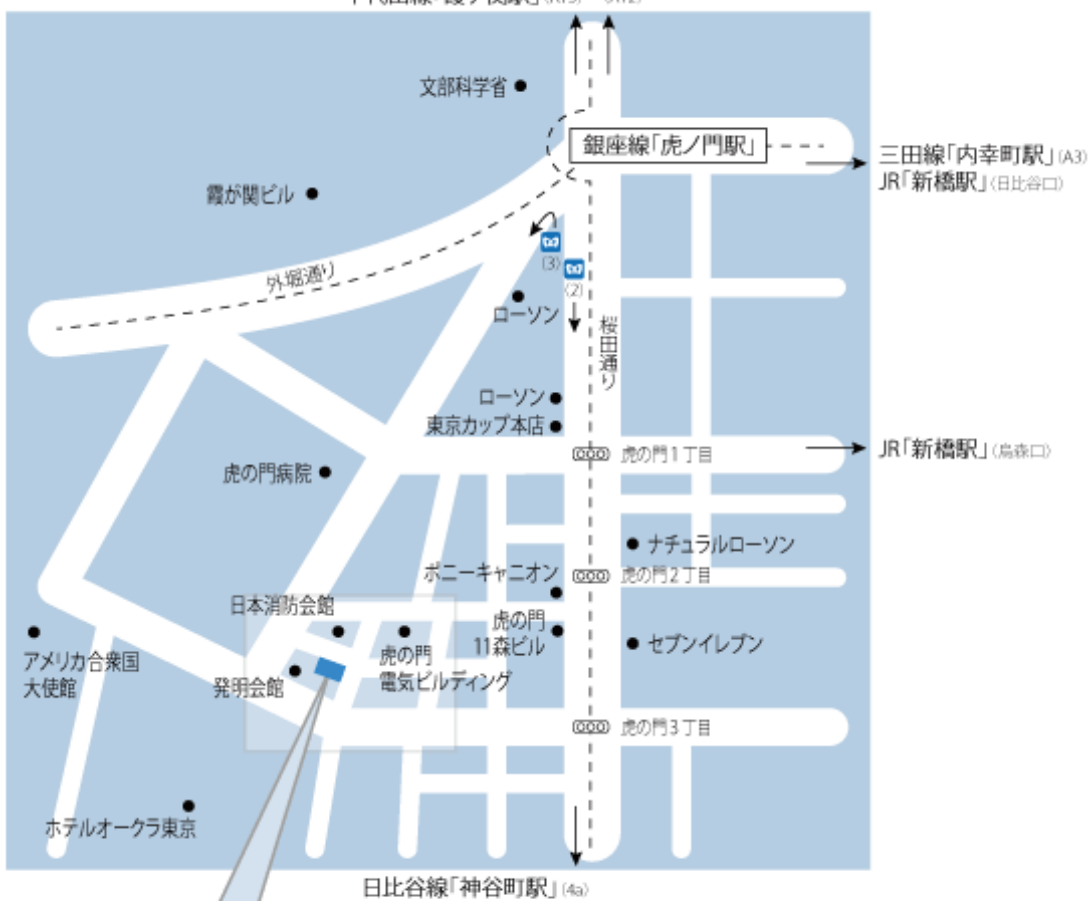 文部科学省
銀座線「虎ノ門駅」
三田線「内幸町駅」(A3)
JR「新橋駅」(日比谷口)
霞が関ビル
(3)
(2)
外堀通り
ローソン
桜田通り
ローソン
東京カップ本店
虎の門1丁目
JR「新橋駅」(烏森口)
虎の門病院
ナチュラルローソン
ポニーキャニオン
虎の門2丁目
日本消防会館
虎の門
11森ビル
セブンイレブン
アメリカ合衆国
大使館
発明会館
虎の門
電気ビルディング
虎の門3丁目
ホテルオークラ東京
日比谷線「神谷町駅」(4a)